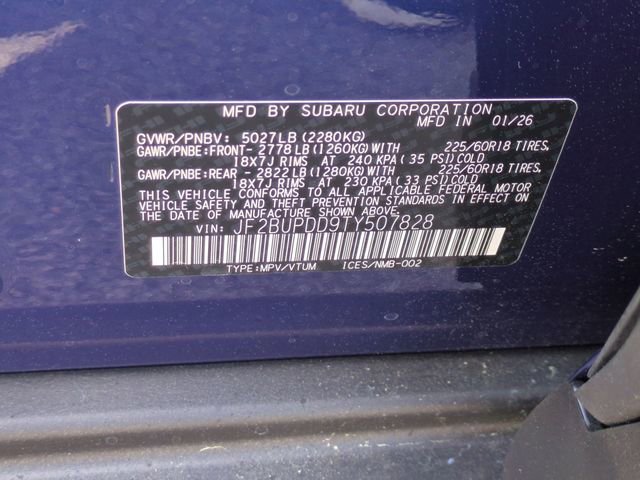 MFD BY SUBARU CORPORATION
MFD IN 01/26
GVWR/PNBV: 5027LB(2280KG)
GAWR/PNBE:FRONT- 2778 LB(1260KG)WITH 225/60R18 TIRES,
18X7J RIMS AT 240 KPA(35 PSI)COLD
GAWR/PNBE:REAR - 2822 LB(1280KG)WITH 225/60R18 TIRES,
18X7J RIMS AT 230 KPA(33 PSI)COLD
THIS VEHICLE CONFORMS TO ALL APPLICABLE FEDERAL MOTOR
VEHICLE SAFETY AND THEFT PREVENTION STANDARDS IN EFFECT ON
THE DATE OF MANUFACTURE SHOWN ABOVE.
VIN: JF2BUPDD9TY507828
TYPE:MPV/VTUM ICES/NMB-002